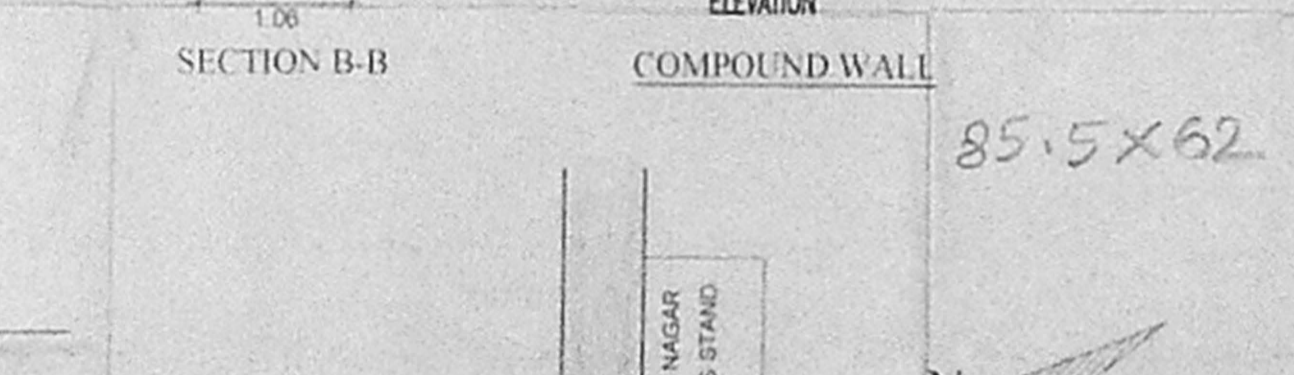 ELEVATION
1.06
SECTION B-B
COMPOUND WALL
85.5×62
NAGAR
STAND